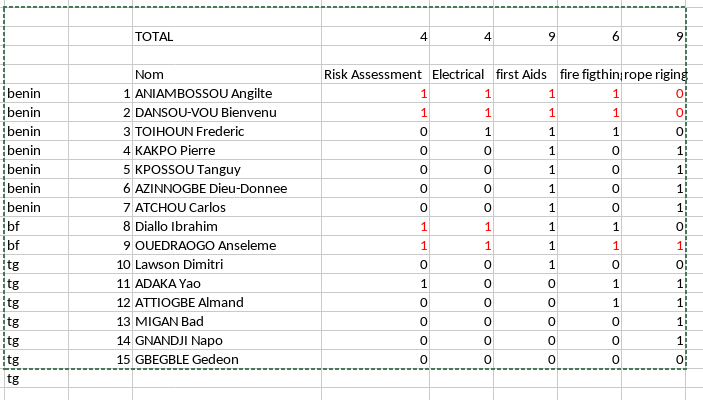 TOTAL 4 4 9 6 9
Nom Risk Assessment Electrical first Aids fire figthing rope riging
benin 1 ANIAMBOSSOU Angilte 1 1 1 1 0
benin 2 DANSOU-VOU Bienvenu 1 1 1 1 0
benin 3 TOIHOUN Frederic 0 1 1 1 0
benin 4 KAKPO Pierre 0 0 1 0 1
benin 5 KPOSSOU Tanguy 0 0 1 0 1
benin 6 AZINNOGBE Dieu-Donnee 0 0 1 0 1
benin 7 ATCHOU Carlos 0 0 1 0 1
bf 8 Diallo Ibrahim 1 1 1 1 0
bf 9 OUEDRAOGO Anseleme 1 1 1 1 1
tg 10 Lawson Dimitri 0 0 1 0 0
tg 11 ADAKA Yao 1 0 0 1 1
tg 12 ATTIOGBE Almand 0 0 0 1 1
tg 13 MIGAN Bad 0 0 0 0 1
tg 14 GNANDJI Napo 0 0 0 0 1
tg 15 GBEGBLE Gedeon 0 0 0 0 0
tg